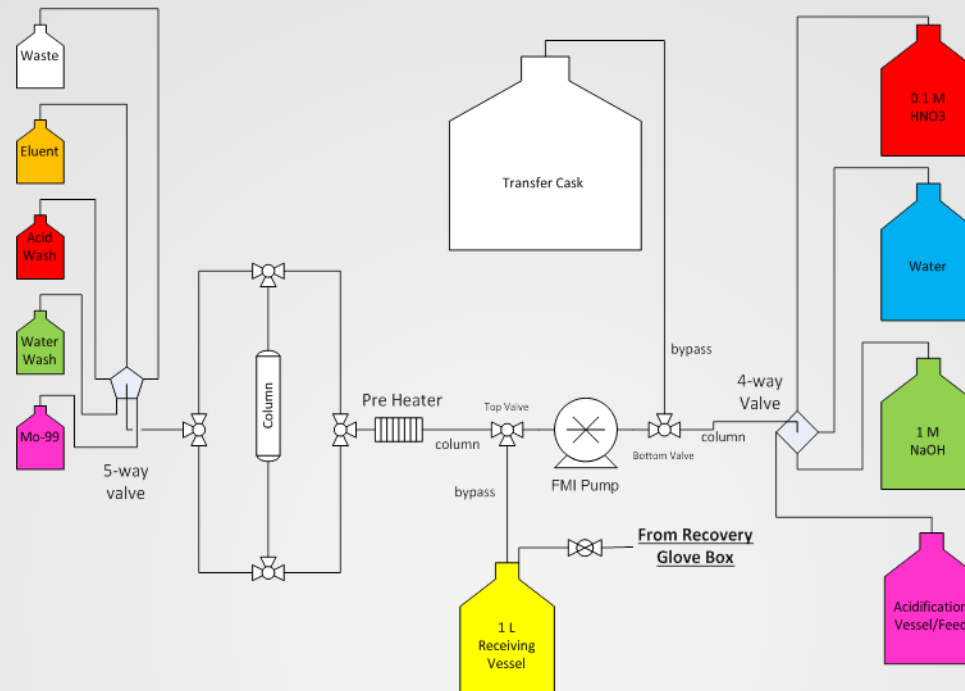 Waste
Eluent
Acid
Wash
Water
Wash
Mo-99
5-way
valve
Column
Pre Heater
column
Top Valve
bypass
FMI Pump
Transfer Cask
bypass
Bottom Valve
column
4-way
Valve
From Recovery
Glove Box
1 L
Receiving
Vessel
0.1 M
HNO3
Water
1 M
NaOH
Acidification
Vessel/Feed